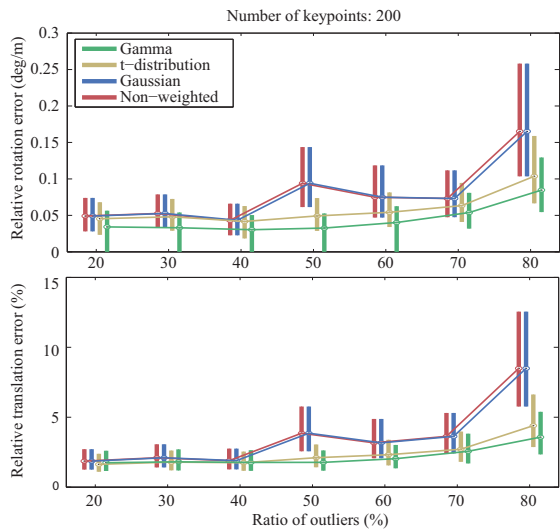 Number of keypoints: 200
Relative rotation error (deg/m)
0.3
0.25
0.2
0.15
0.1
0.05
0
Gamma
t−distribution
Gaussian
Non−weighted
20 30 40 50 60 70 80
Relative translation error (%)
15
10
5
0
20 30 40 50 60 70 80
Ratio of outliers (%)